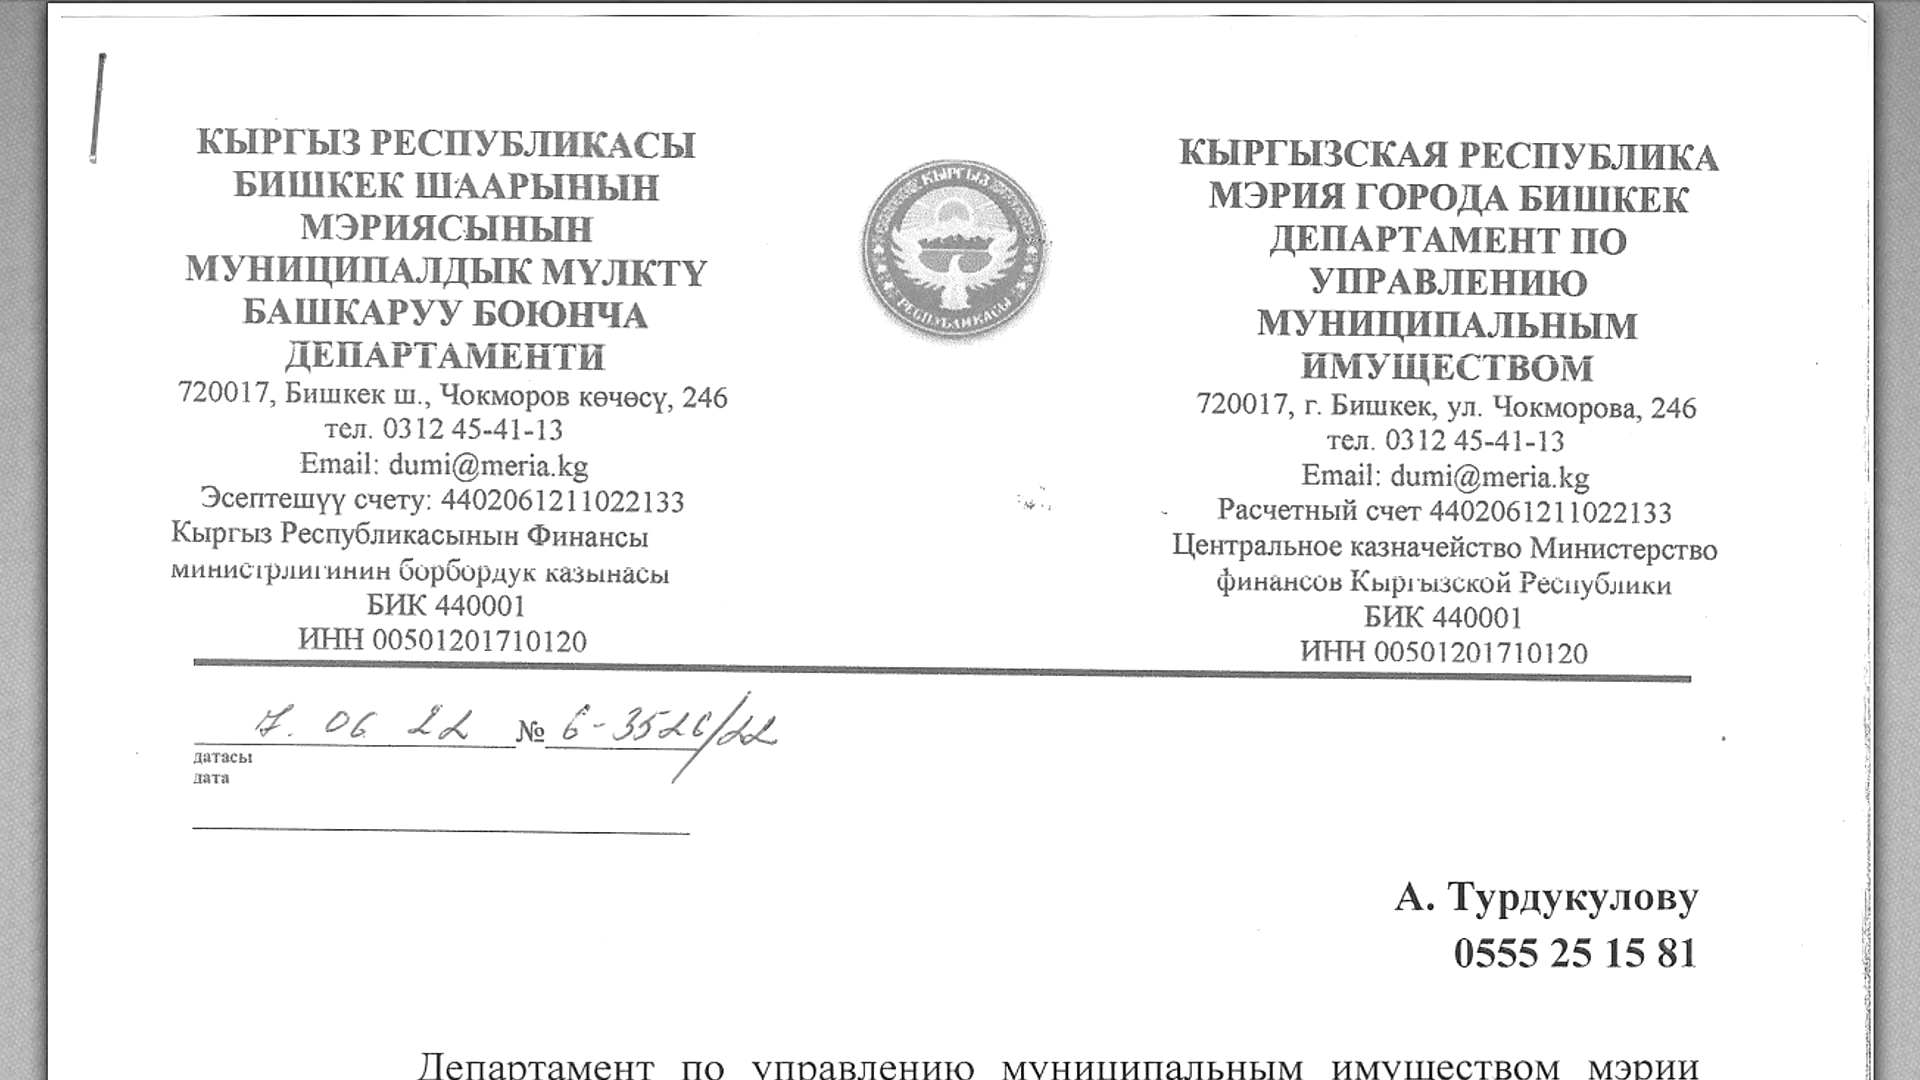 КЫРГЫЗ РЕСПУБЛИКАСЫ
БИШКЕК ШААРЫНЫН
МЭРИЯСЫНЫН
МУНИЦИПАЛДЫК МҮЛКТҮ
БАШКАРУУ БОЮНЧА
ДЕПАРТАМЕНТИ
720017, Бишкек ш., Чокморов көчөсү, 246
тел. 0312 45-41-13
Email: dumi@meria.kg
Эсептешүү счету: 4402061211022133
Кыргыз Республикасынын Финансы
министрлигинин борбордук казынасы
БИК 440001
ИНН 00501201710120
КЫРГЫЗ
РЕСПУБЛИКАСЫ
КЫРГЫЗСКАЯ РЕСПУБЛИКА
МЭРИЯ ГОРОДА БИШКЕК
ДЕПАРТАМЕНТ ПО
УПРАВЛЕНИЮ
МУНИЦИПАЛЬНЫМ
ИМУЩЕСТВОМ
720017, г. Бишкек, ул. Чокморова, 246
тел. 0312 45-41-13
Email: dumi@meria.kg
Расчетный счет 4402061211022133
Центральное казначейство Министерство
финансов Кыргызской Республики
БИК 440001
ИНН 00501201710120
7. 06 22 № 6-3526/22
датасы
дата
А. Турдукулову
0555 25 15 81
Департамент по управлению муниципальным имуществом мэрии